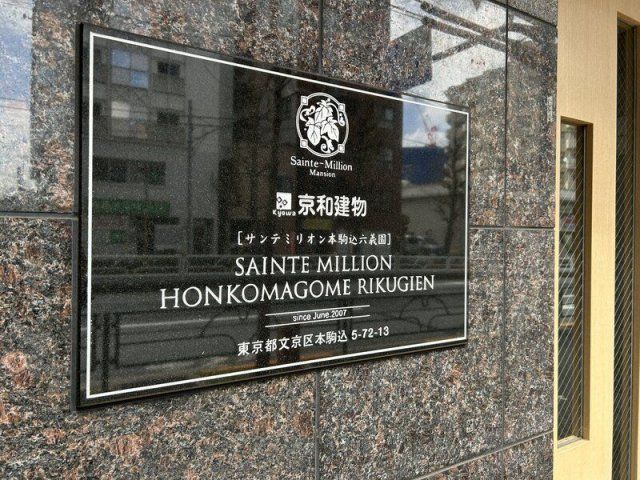 Sainte-Million
Mansion
Kyowa 京和建物
[サンテミリオン本駒込六義園]
SAINTE MILLION
HONKOMAGOME RIKUGIEN
since June.2007
東京都文京区本駒込 5-72-13